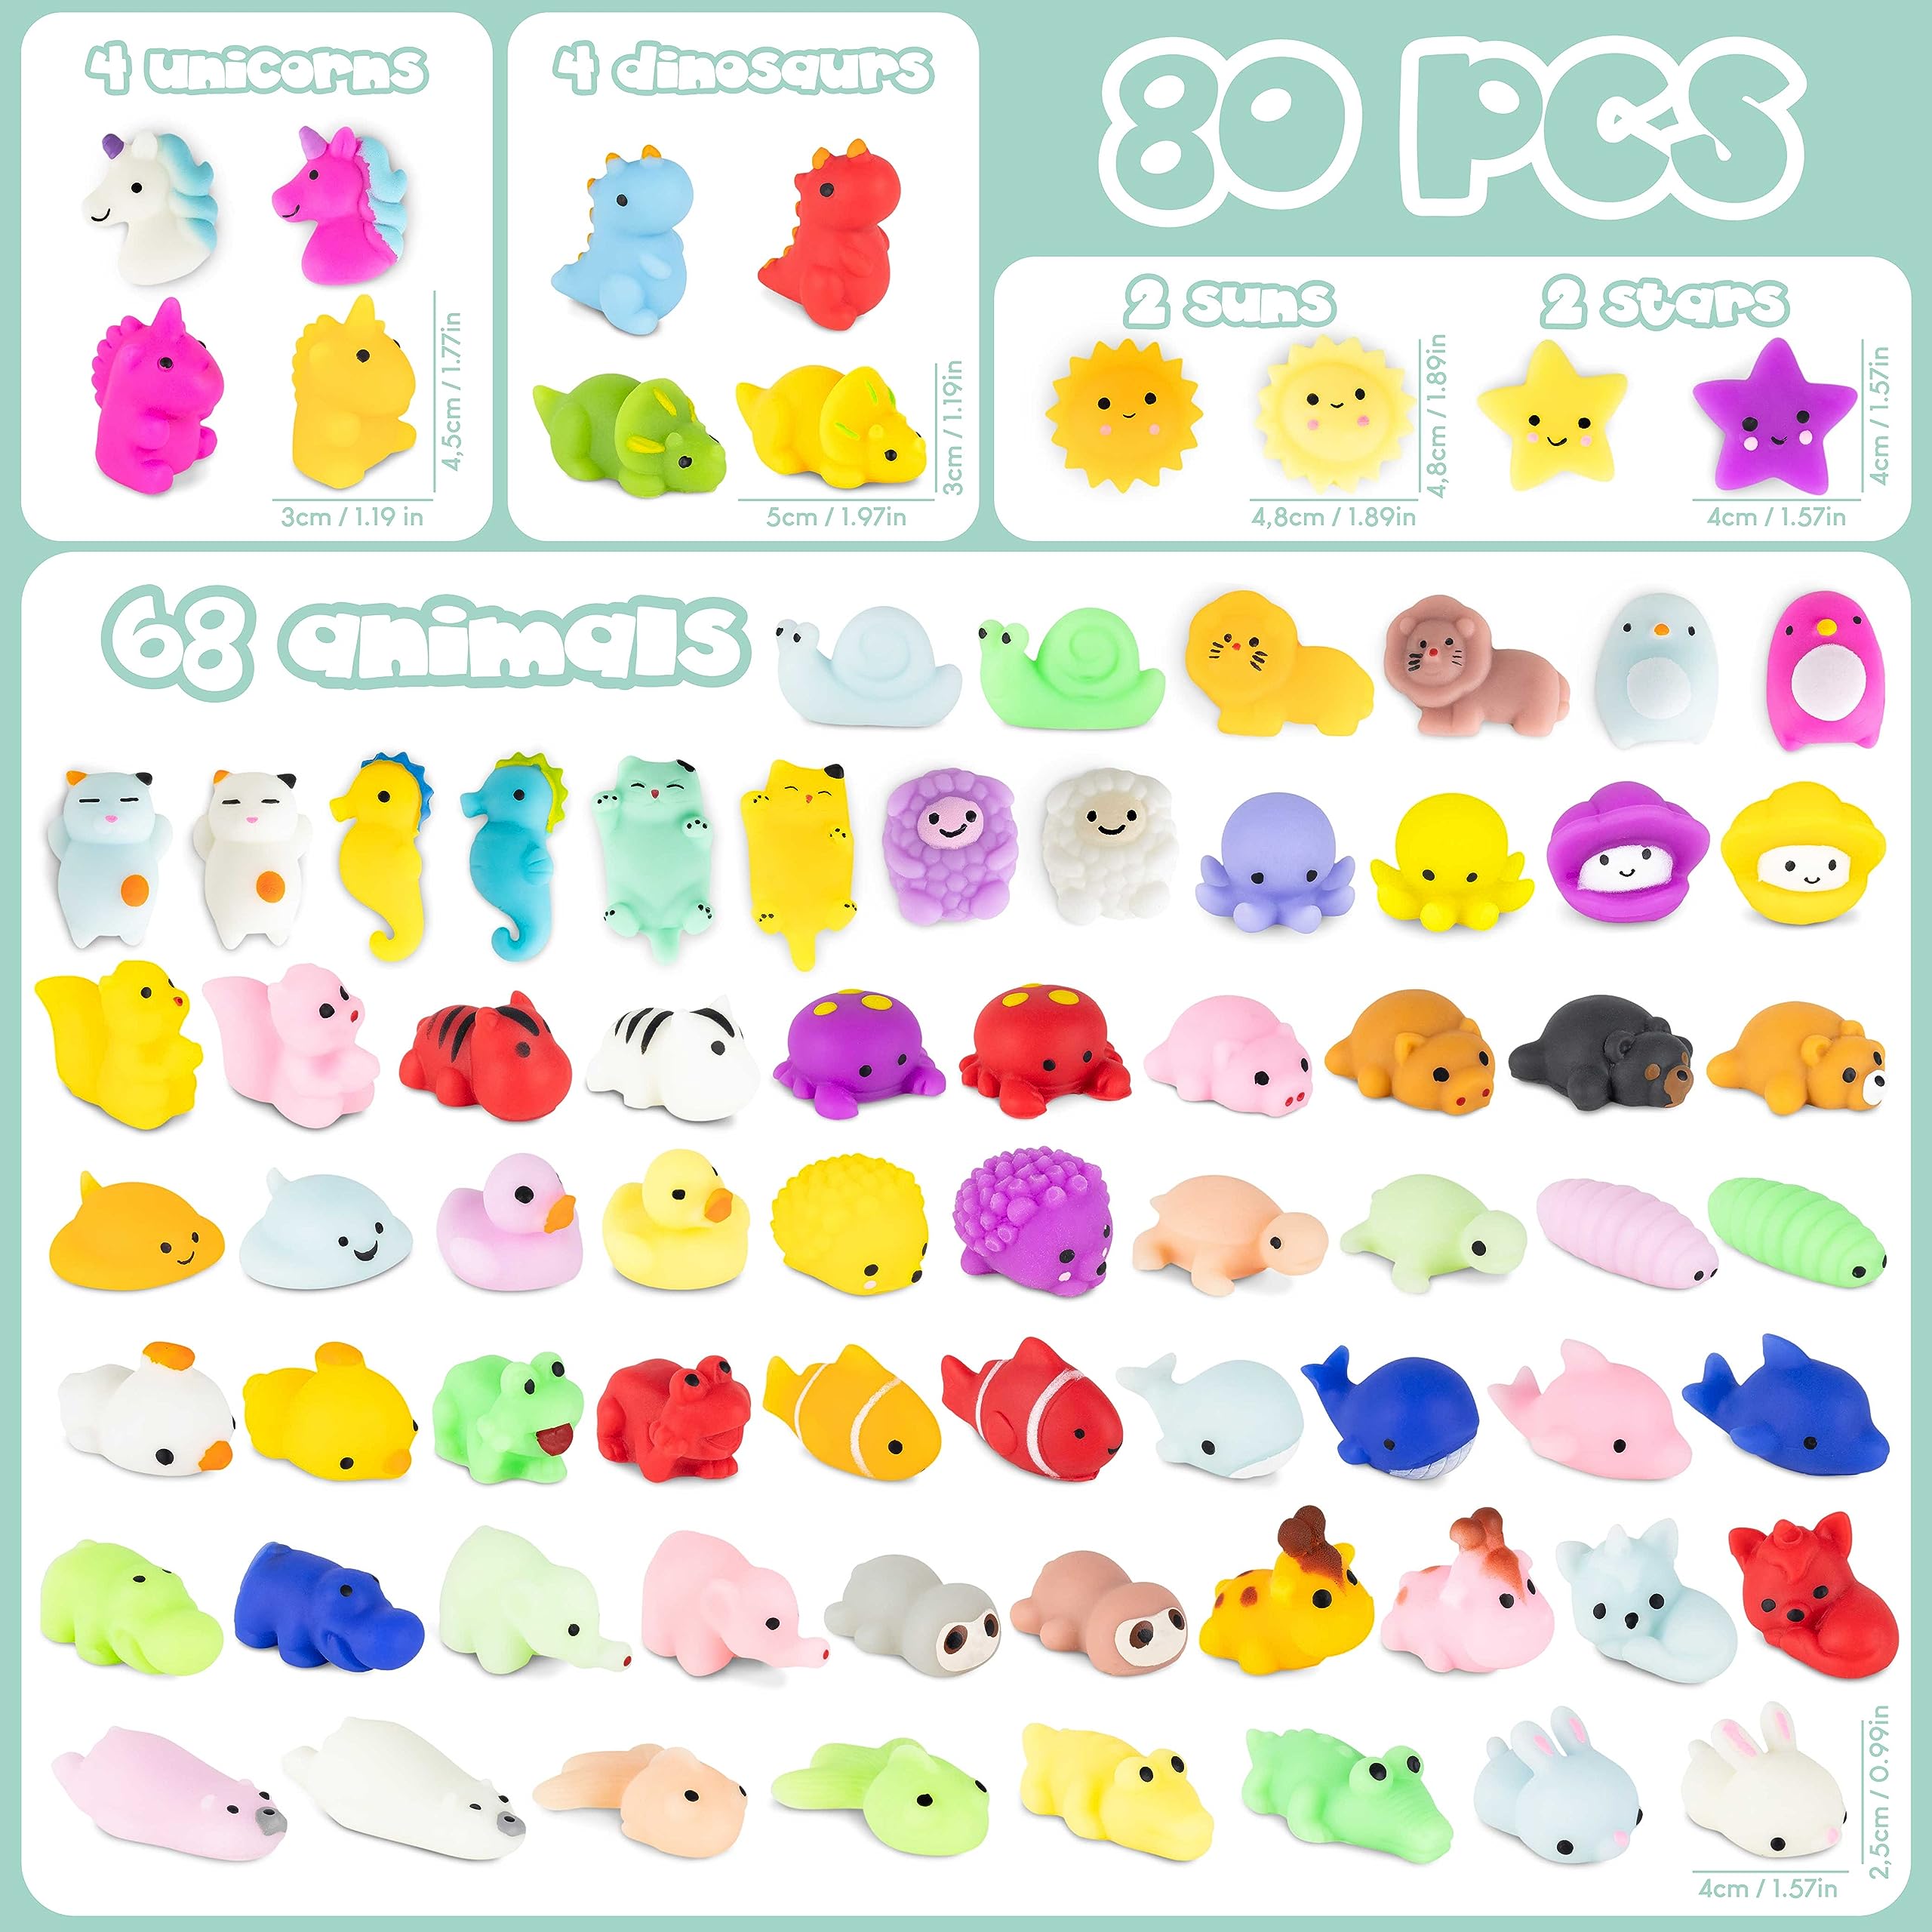 4 unicorns
4,5cm / 1.77in
3cm / 1.19 in
4 dinosaurs
3cm / 1.19in
5cm / 1.97in
80 PCS
2 suns
4,8cm / 1.89in
4,8cm / 1.89in
2 stars
4cm / 1.57in
4cm / 1.57in
68 animals
2,5cm / 0.99in
4cm / 1.57in